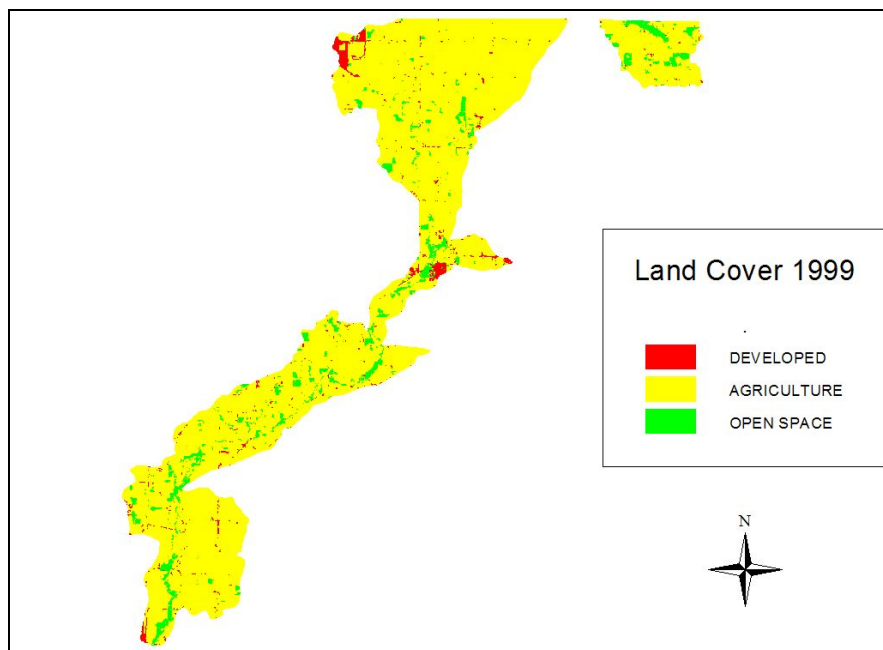 Land Cover 1999
DEVELOPED
AGRICULTURE
OPEN SPACE
N